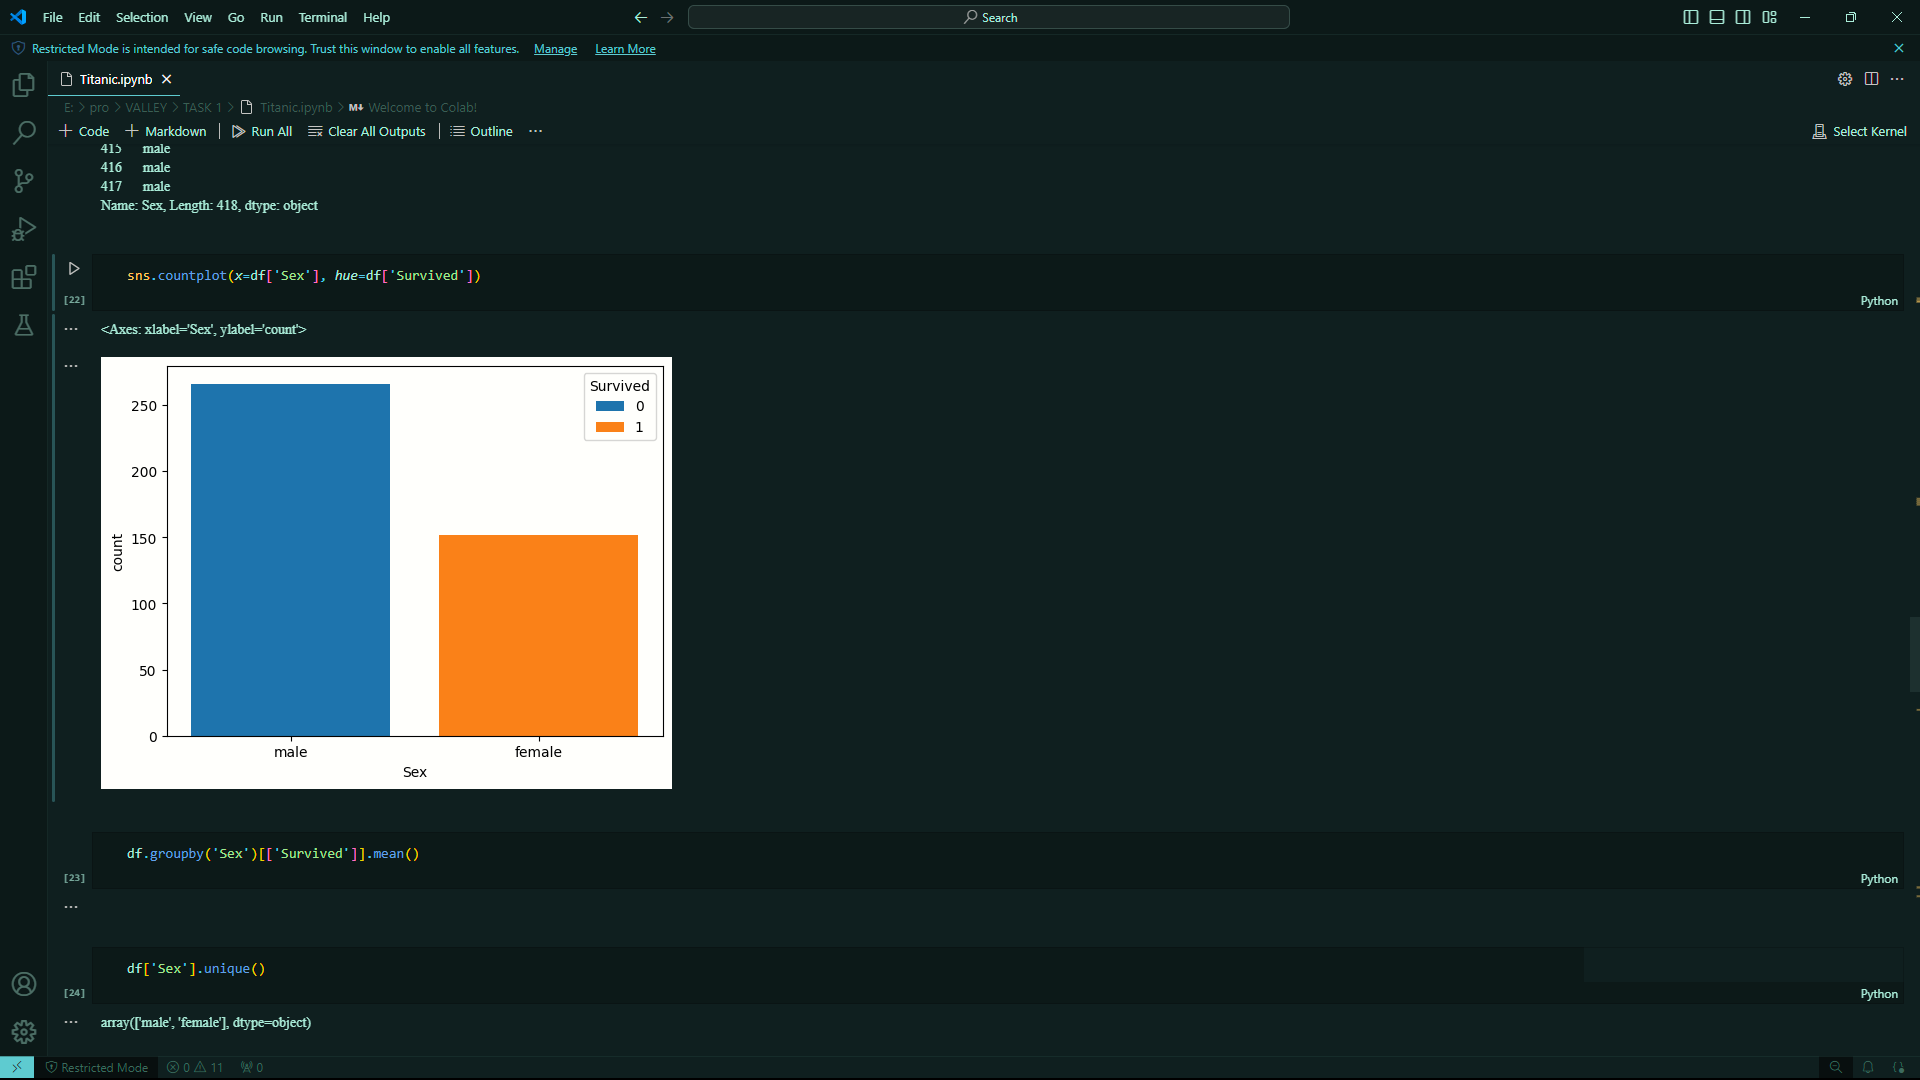 File Edit Selection View Go Run Terminal Help
Search
Restricted Mode is intended for safe code browsing. Trust this window to enable all features. Manage Learn More
Titanic.ipynb
E: > pro > VALLEY > TASK 1 > Titanic.ipynb > M↓ Welcome to Colab!
+ Code + Markdown | Run All Clear All Outputs | Outline ···
Select Kernel
415 male
416 male
417 male
Name: Sex, Length: 418, dtype: object
sns.countplot(x=df['Sex'], hue=df['Survived'])
[22]
Python
<Axes: xlabel='Sex', ylabel='count'>
Survived
0
1
250
200
150
100
50
0
count
male female
Sex
df.groupby('Sex')[['Survived']].mean()
[23]
Python
df['Sex'].unique()
[24]
Python
array(['male', 'female'], dtype=object)
Restricted Mode 0 11 0